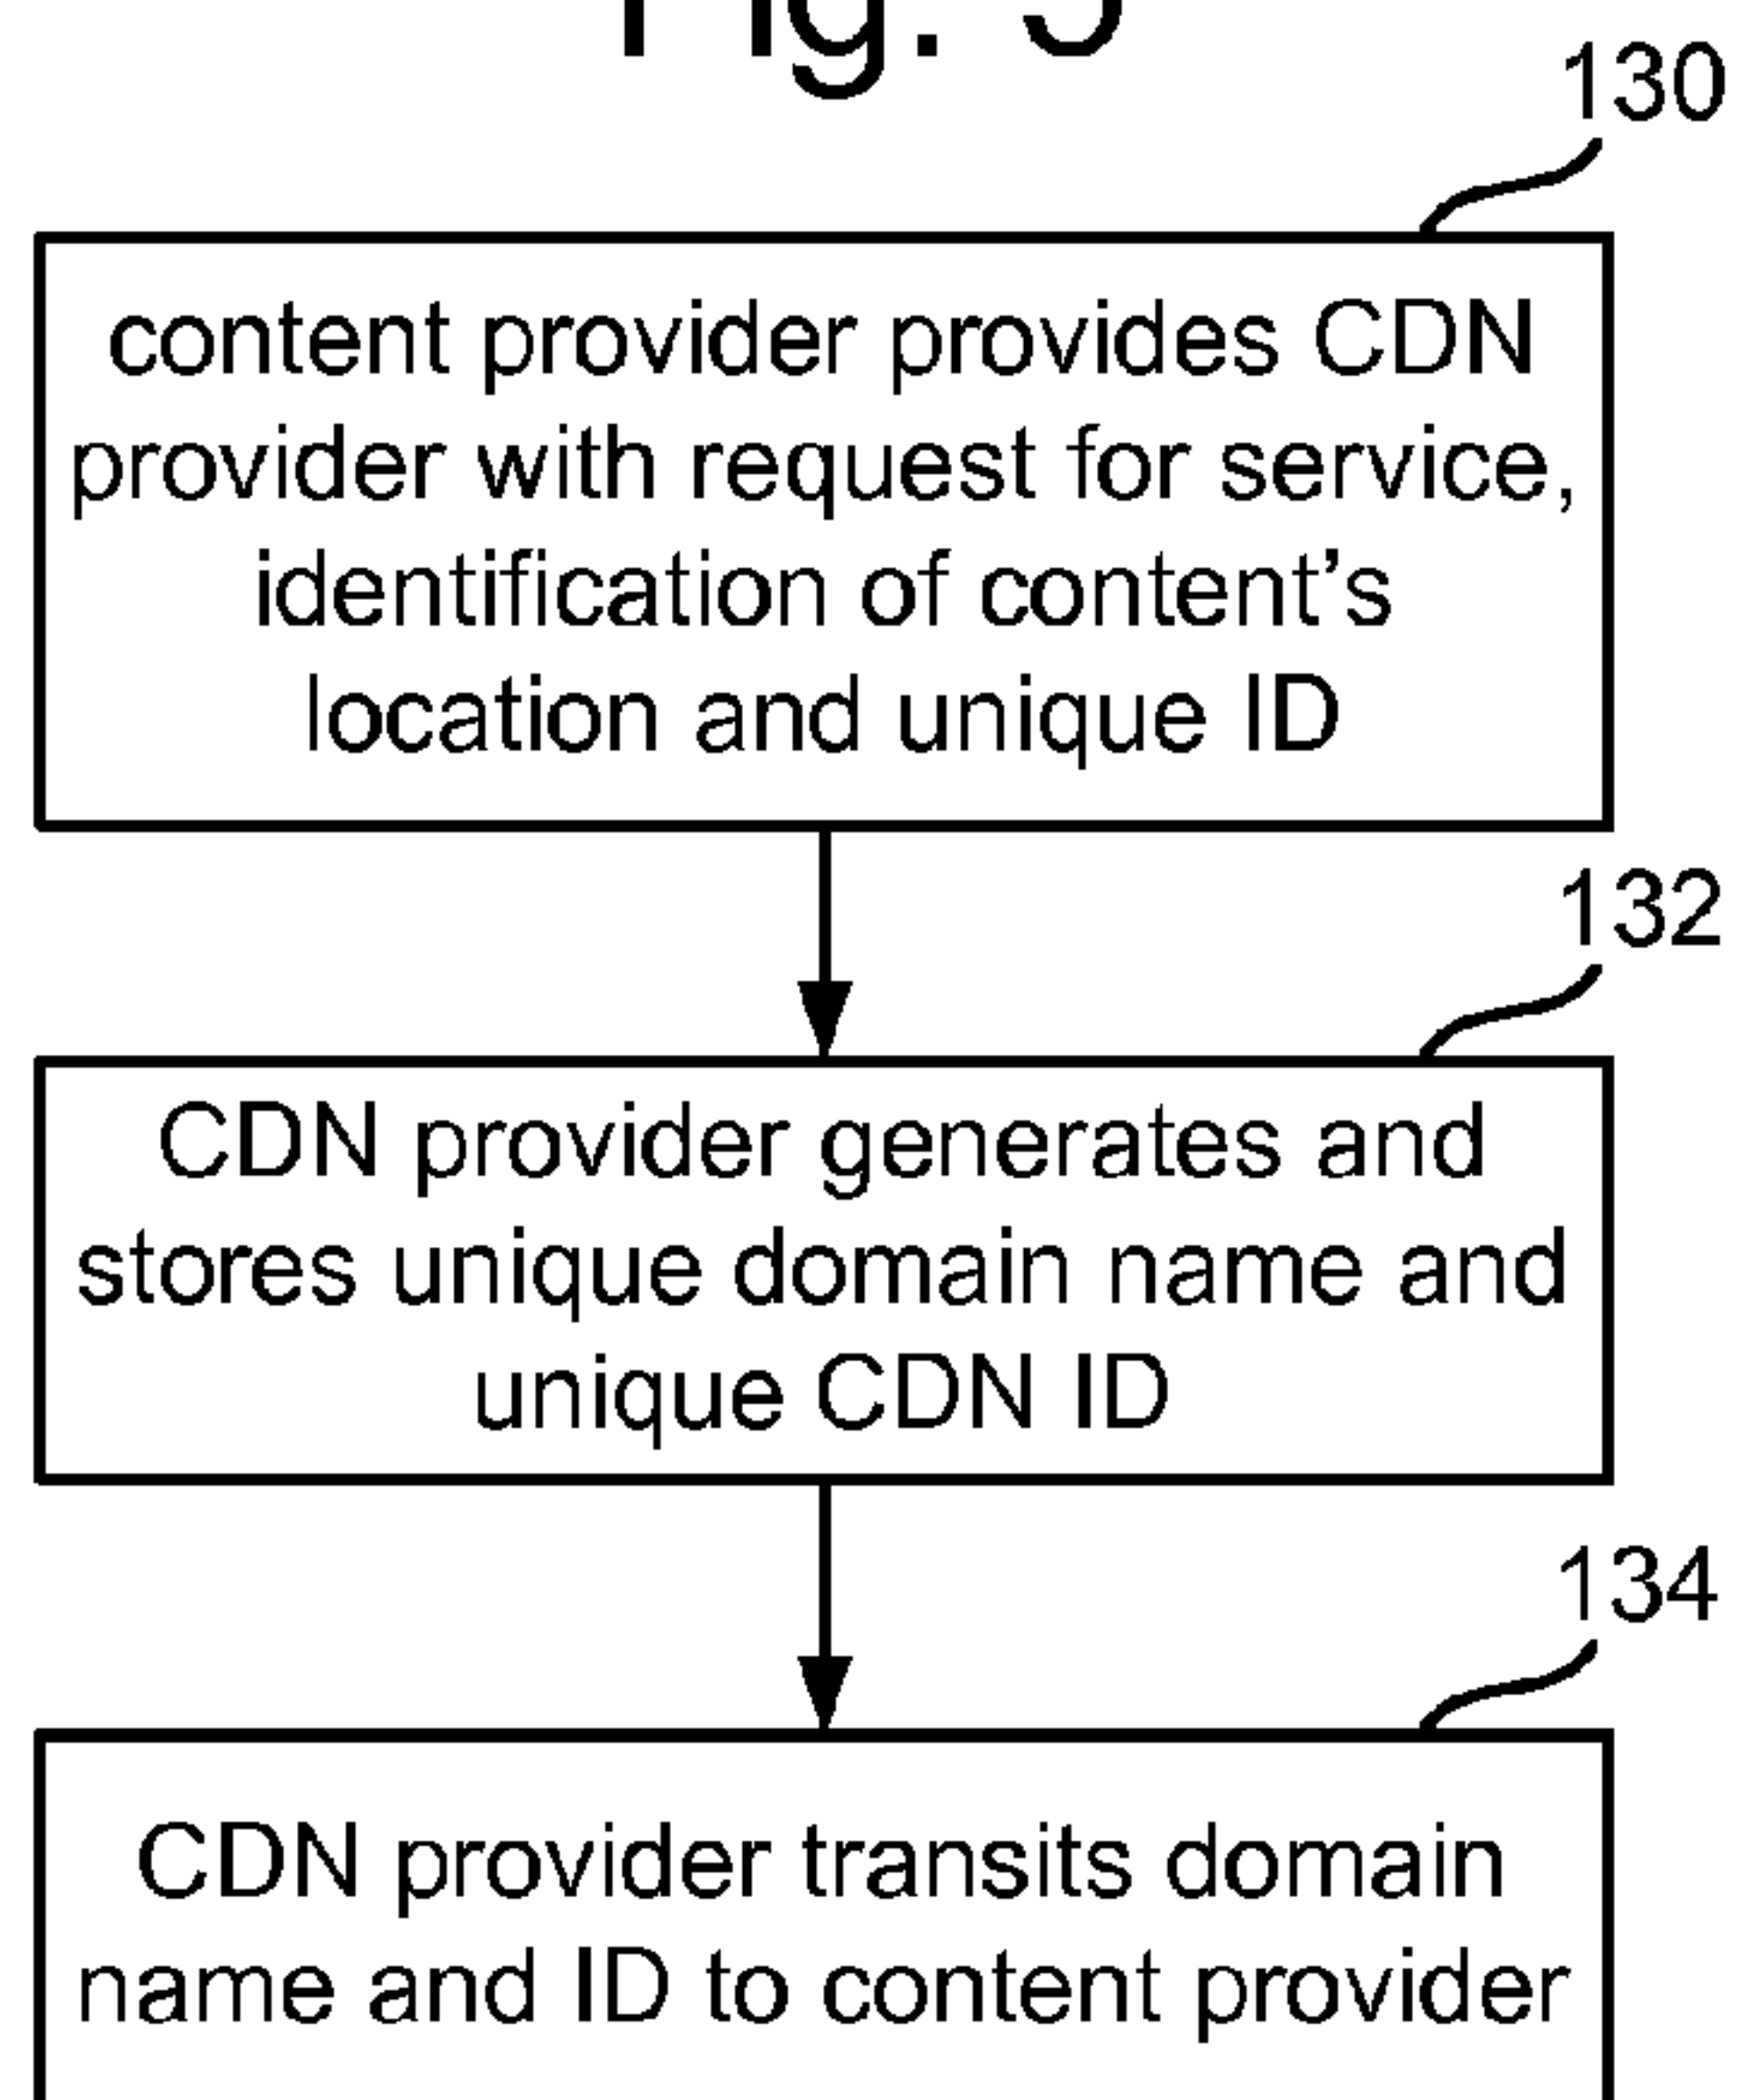 Fig.
130
content provider provides CDN
provider with request for service,
identification of content’s
location and unique ID
132
CDN provider generates and
stores unique domain name and
unique CDN ID
134
CDN provider transits domain
name and ID to content provider